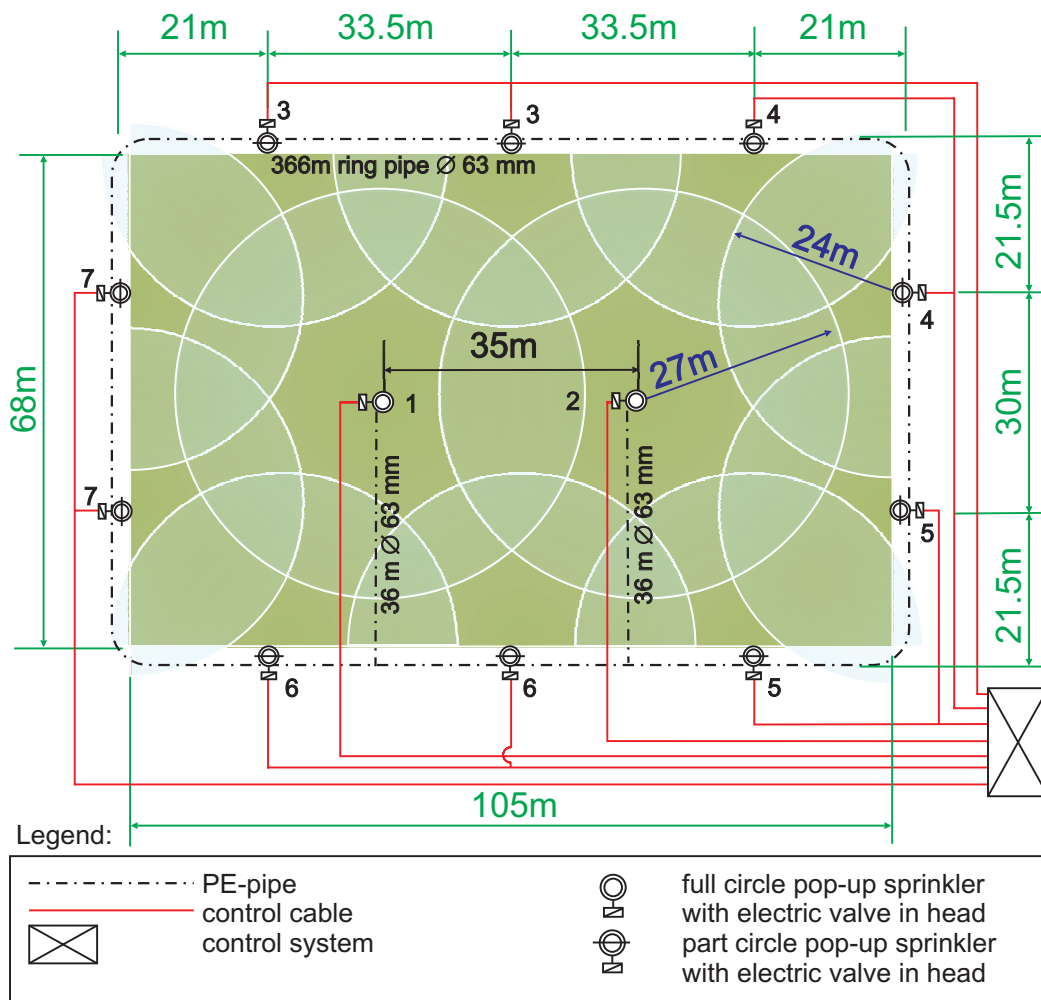 21m 33.5m 33.5m 21m
3 3 4
366m ring pipe Ø 63 mm
21.5m
24m
7 4
35m
27m
68m
1 2
30m
36 m Ø 63 mm 36 m Ø 63 mm
7 5
21.5m
6 6 5
105m
Legend:
PE-pipe
control cable
control system
full circle pop-up sprinkler
with electric valve in head
part circle pop-up sprinkler
with electric valve in head